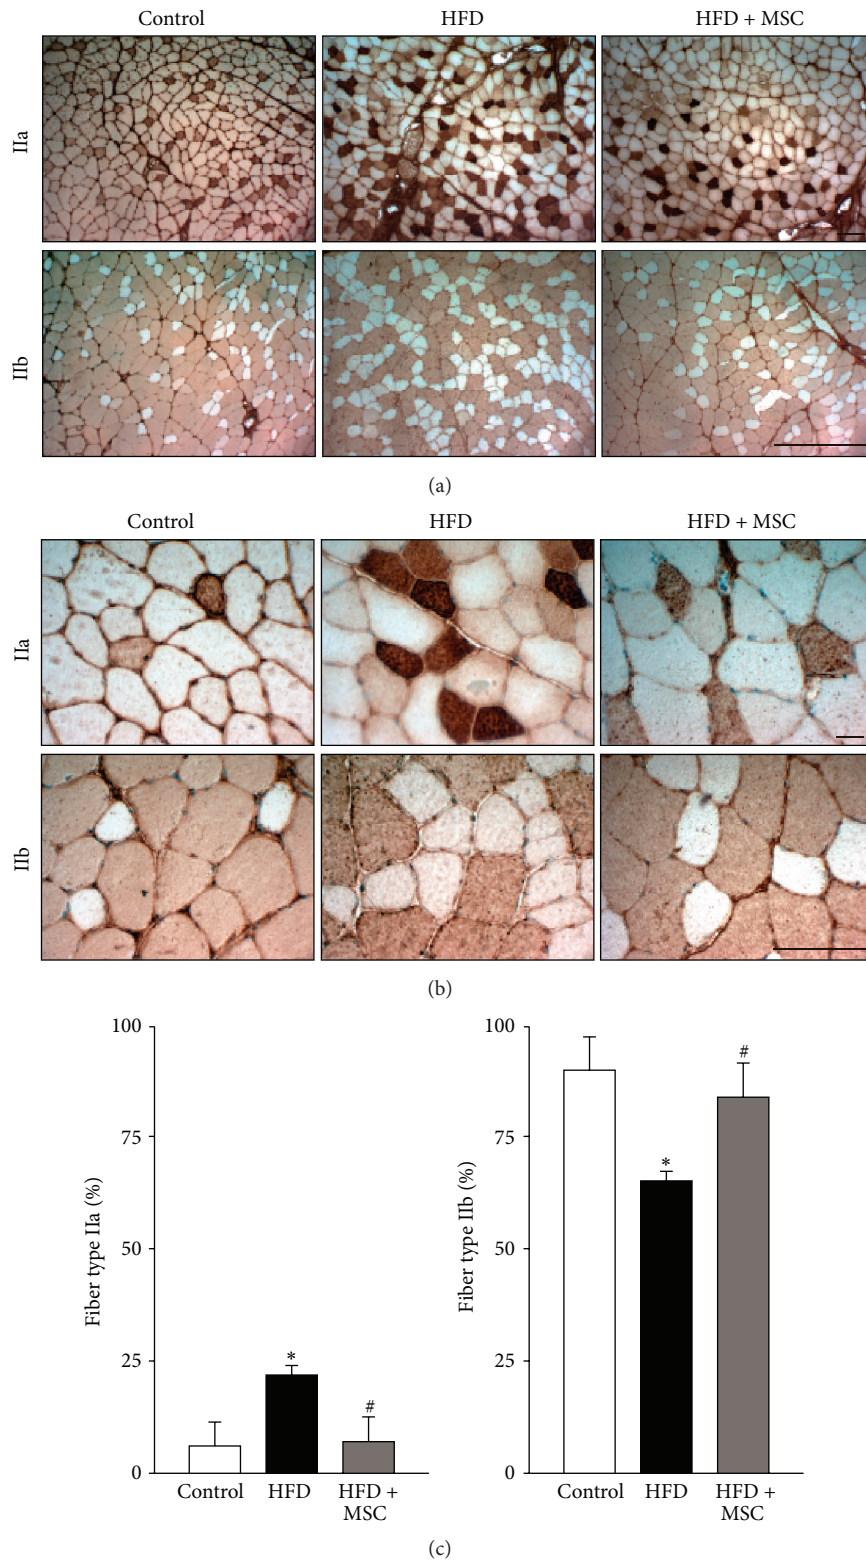 Control HFD HFD + MSC
IIa
IIb
(a)
Control HFD HFD + MSC
IIa
IIb
(b)
100
75
50
25
0
Fiber type IIa (%)
*
#
Control HFD HFD +
MSC
100
75
50
25
0
Fiber type IIb (%)
*
#
Control HFD HFD +
MSC
(c)